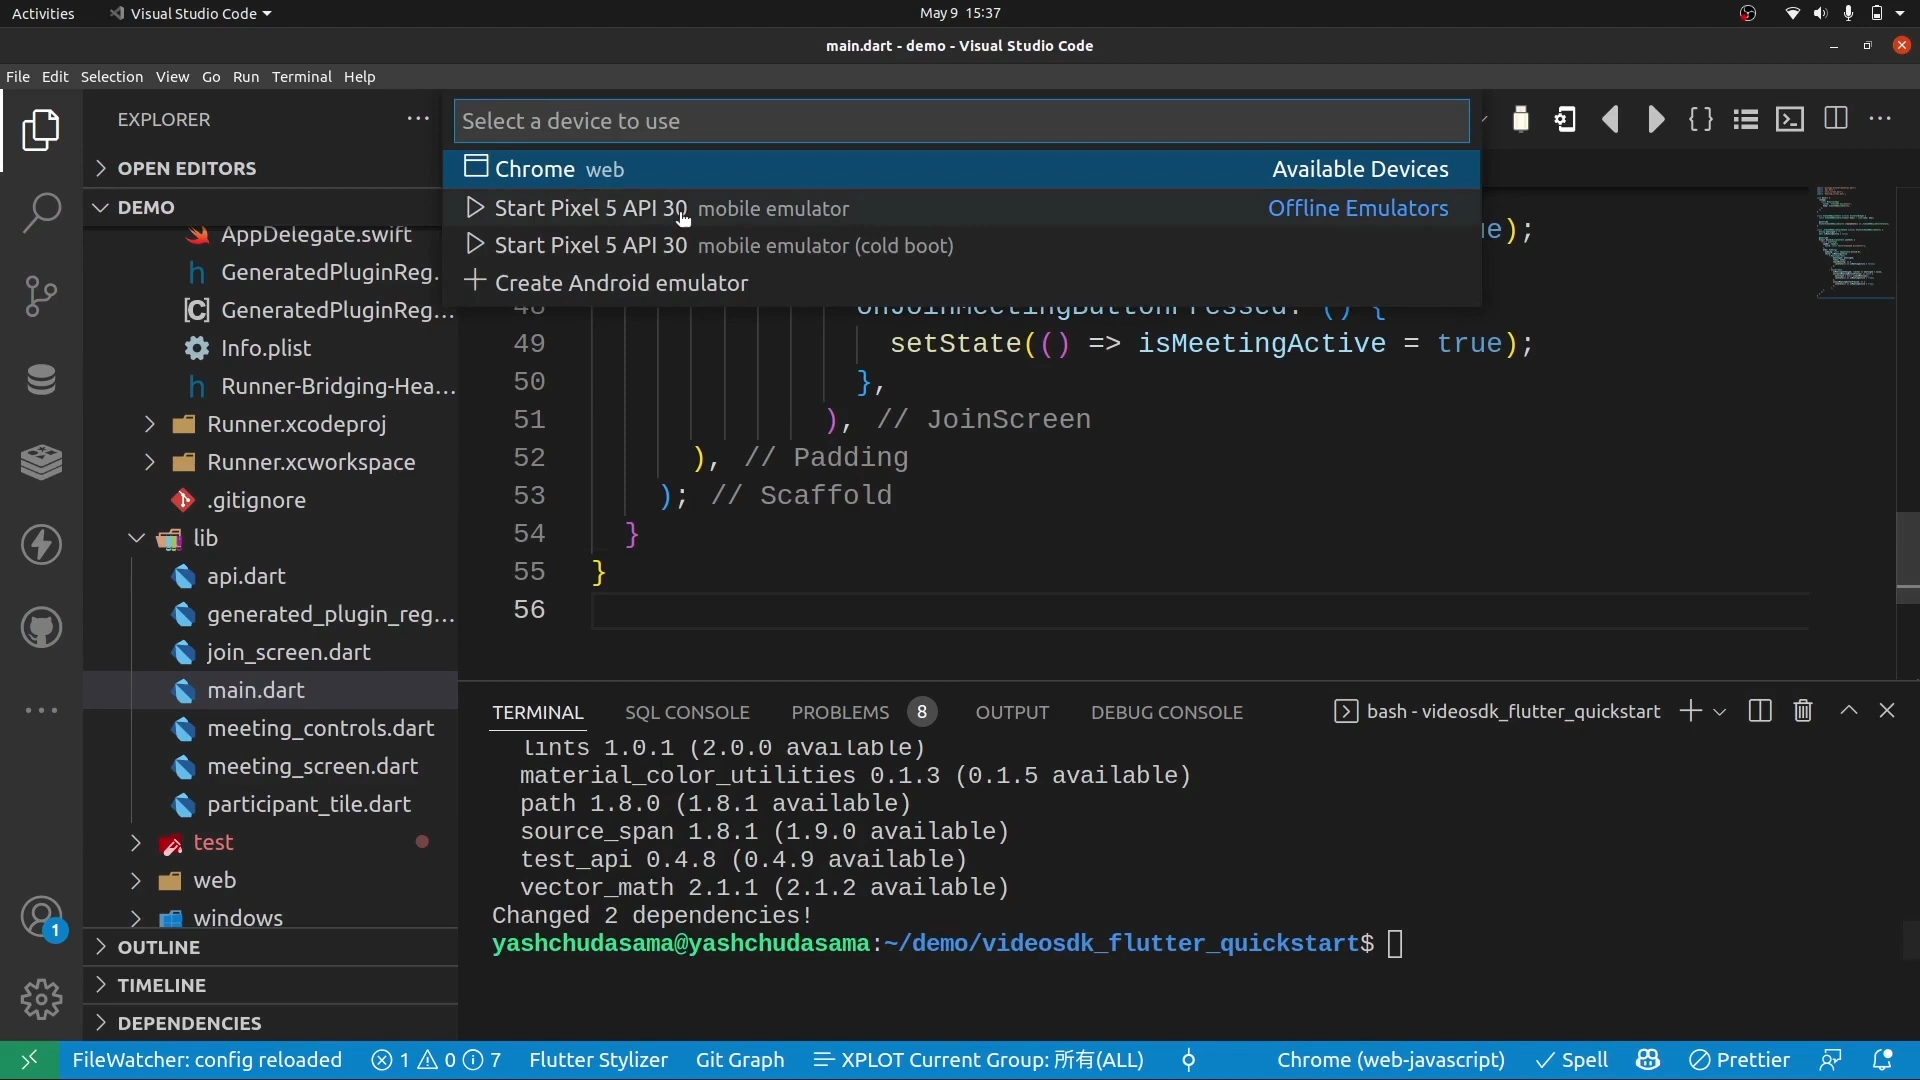 Activities Visual Studio Code May 9 15:37
main.dart - demo - Visual Studio Code
File Edit Selection View Go Run Terminal Help
EXPLORER
OPEN EDITORS
DEMO
AppDelegate.swift
GeneratedPluginReg.
GeneratedPluginReg...
Info.plist
Runner-Bridging-Hea...
Runner.xcodeproj
Runner.xcworkspace
.gitignore
lib
api.dart
generated_plugin_reg...
join_screen.dart
main.dart
meeting_controls.dart
meeting_screen.dart
participant_tile.dart
test
web
windows
OUTLINE
TIMELINE
DEPENDENCIES
Select a device to use
Chrome web Available Devices
Start Pixel 5 API 30 mobile emulator Offline Emulators
Start Pixel 5 API 30 mobile emulator (cold boot)
Create Android emulator
e);
48 onJoinMeetingButtonPressed: () {
49 setState(() => isMeetingActive = true);
50 },
51 ), // JoinScreen
52 ), // Padding
53 ); // Scaffold
54 }
55 }
56
TERMINAL SQL CONSOLE PROBLEMS 8 OUTPUT DEBUG CONSOLE bash - videosdk_flutter_quickstart
lints 1.0.1 (2.0.0 available)
material_color_utilities 0.1.3 (0.1.5 available)
path 1.8.0 (1.8.1 available)
source_span 1.8.1 (1.9.0 available)
test_api 0.4.8 (0.4.9 available)
vector_math 2.1.1 (2.1.2 available)
Changed 2 dependencies!
yashchudasama@yashchudasama:~/demo/videosdk_flutter_quickstart$
1
FileWatcher: config reloaded 1 0 7 Flutter Stylizer Git Graph XPLOT Current Group: 所有(ALL) Chrome (web-javascript) Spell Prettier